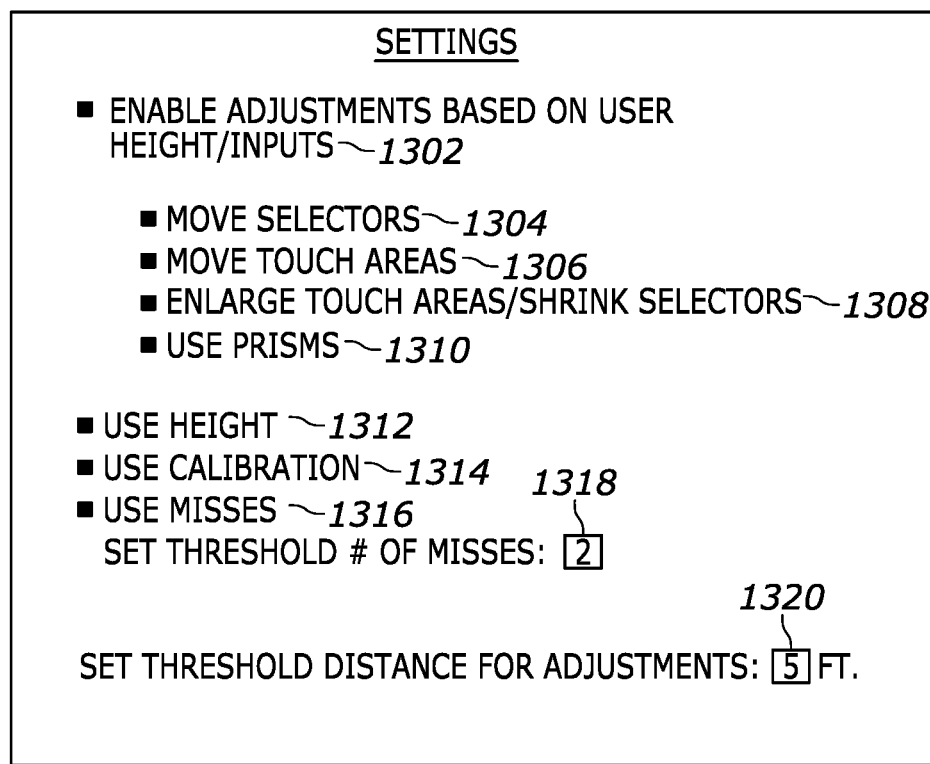 SETTINGS
■ ENABLE ADJUSTMENTS BASED ON USER
HEIGHT/INPUTS 1302
■ MOVE SELECTORS 1304
■ MOVE TOUCH AREAS 1306
■ ENLARGE TOUCH AREAS/SHRINK SELECTORS 1308
■ USE PRISMS 1310
■ USE HEIGHT 1312
■ USE CALIBRATION 1314
1318
■ USE MISSES 1316
SET THRESHOLD # OF MISSES: 2
1320
SET THRESHOLD DISTANCE FOR ADJUSTMENTS: 5 FT.